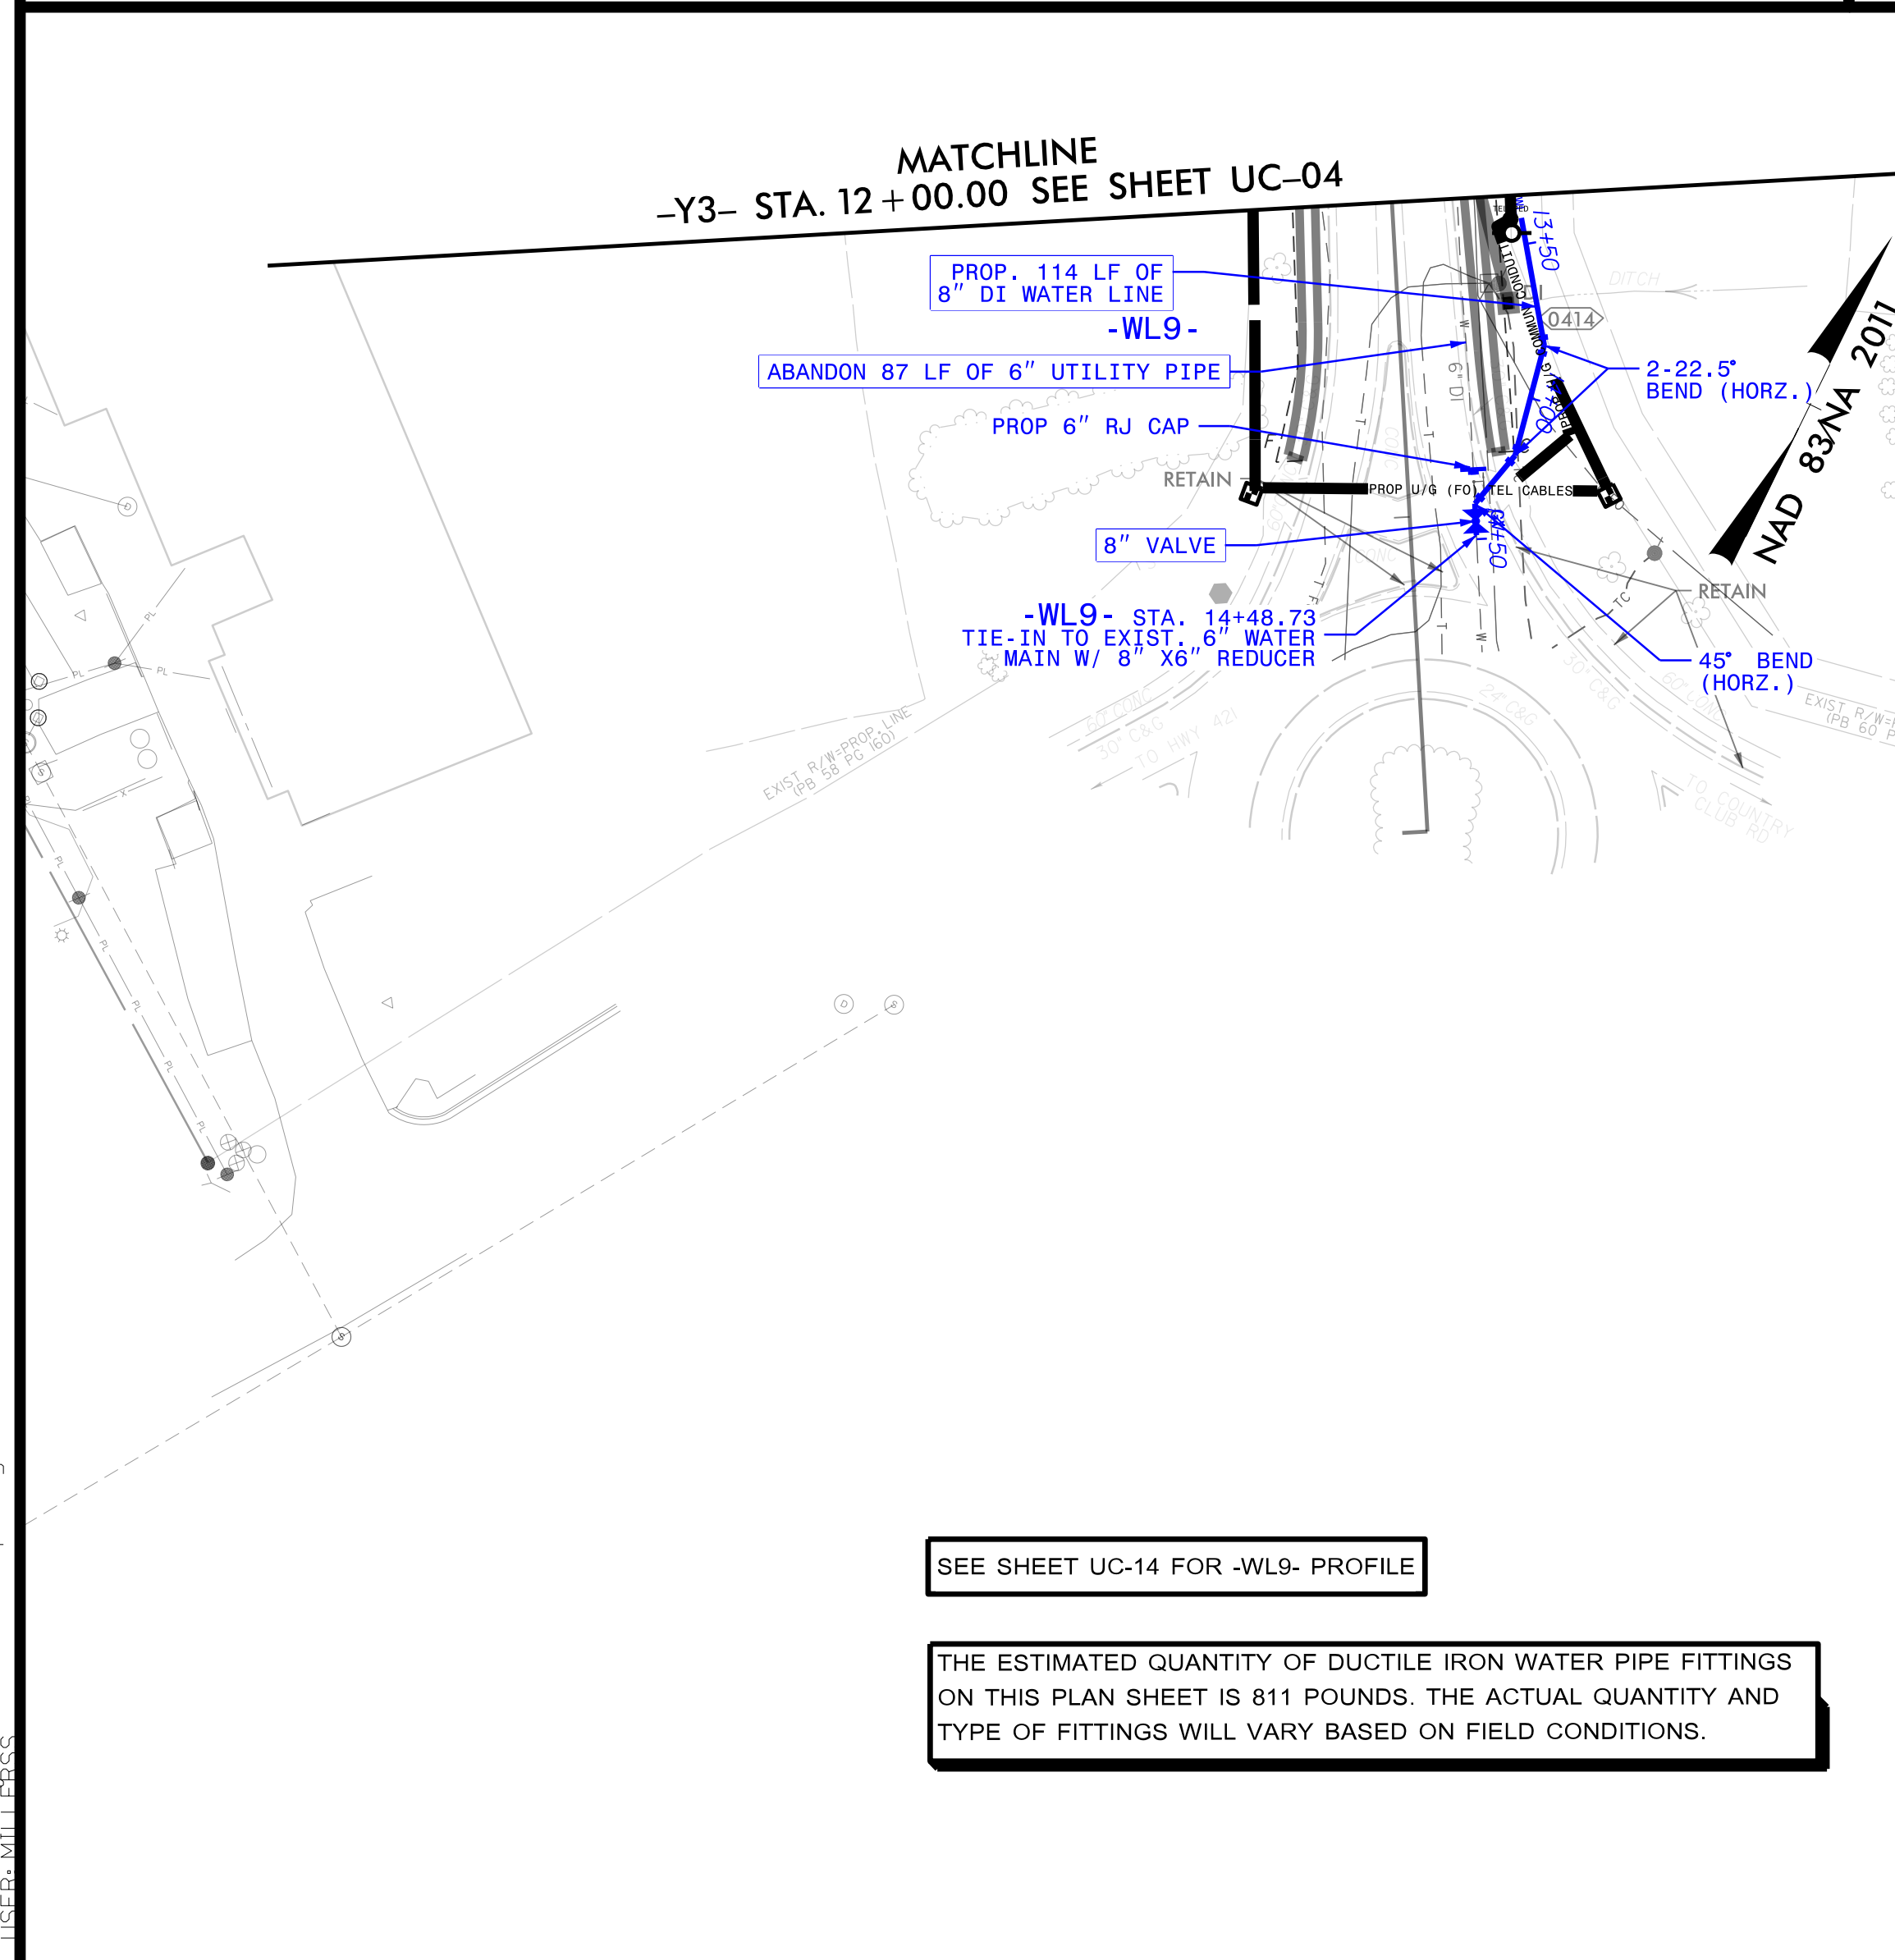 MATCHLINE
-Y3- STA. 12+00.00 SEE SHEET UC-04
PROP. 114 LF OF
8" DI WATER LINE
-WL9-
ABANDON 87 LF OF 6" UTILITY PIPE
PROP 6" RJ CAP
RETAIN
8" VALVE
-WL9- STA. 14+48.73
TIE-IN TO EXIST. 6" WATER
MAIN W/ 8" X6" REDUCER
13+50
DITCH
0414
2-22.5°
BEND (HORZ.)
6" DI
PROP U/G (FO) TEL CABLES
RETAIN
45° BEND
(HORZ.)
NAD 83/NA 2011
EXIST R/W=PROP. LINE
(PB 58 PG 160)
60" CONC
30" C&G
TO HWY 421
24" C&G
30" C&G
60" CONC
TO COUNTRY
CLUB RD
EXIST R/W=
(PB 60 P
SEE SHEET UC-14 FOR -WL9- PROFILE
THE ESTIMATED QUANTITY OF DUCTILE IRON WATER PIPE FITTINGS
ON THIS PLAN SHEET IS 811 POUNDS. THE ACTUAL QUANTITY AND
TYPE OF FITTINGS WILL VARY BASED ON FIELD CONDITIONS.